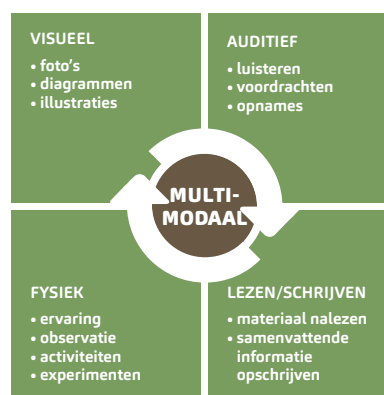 VISUEEL
• foto's
• diagrammen
• illustraties
AUDITIEF
• luisteren
• voordrachten
• opnames
MULTI-
MODAAL
FYSIEK
• ervaring
• observatie
• activiteiten
• experimenten
LEZEN/SCHRIJVEN
• materiaal nalezen
• samenvattende
informatie
opschrijven